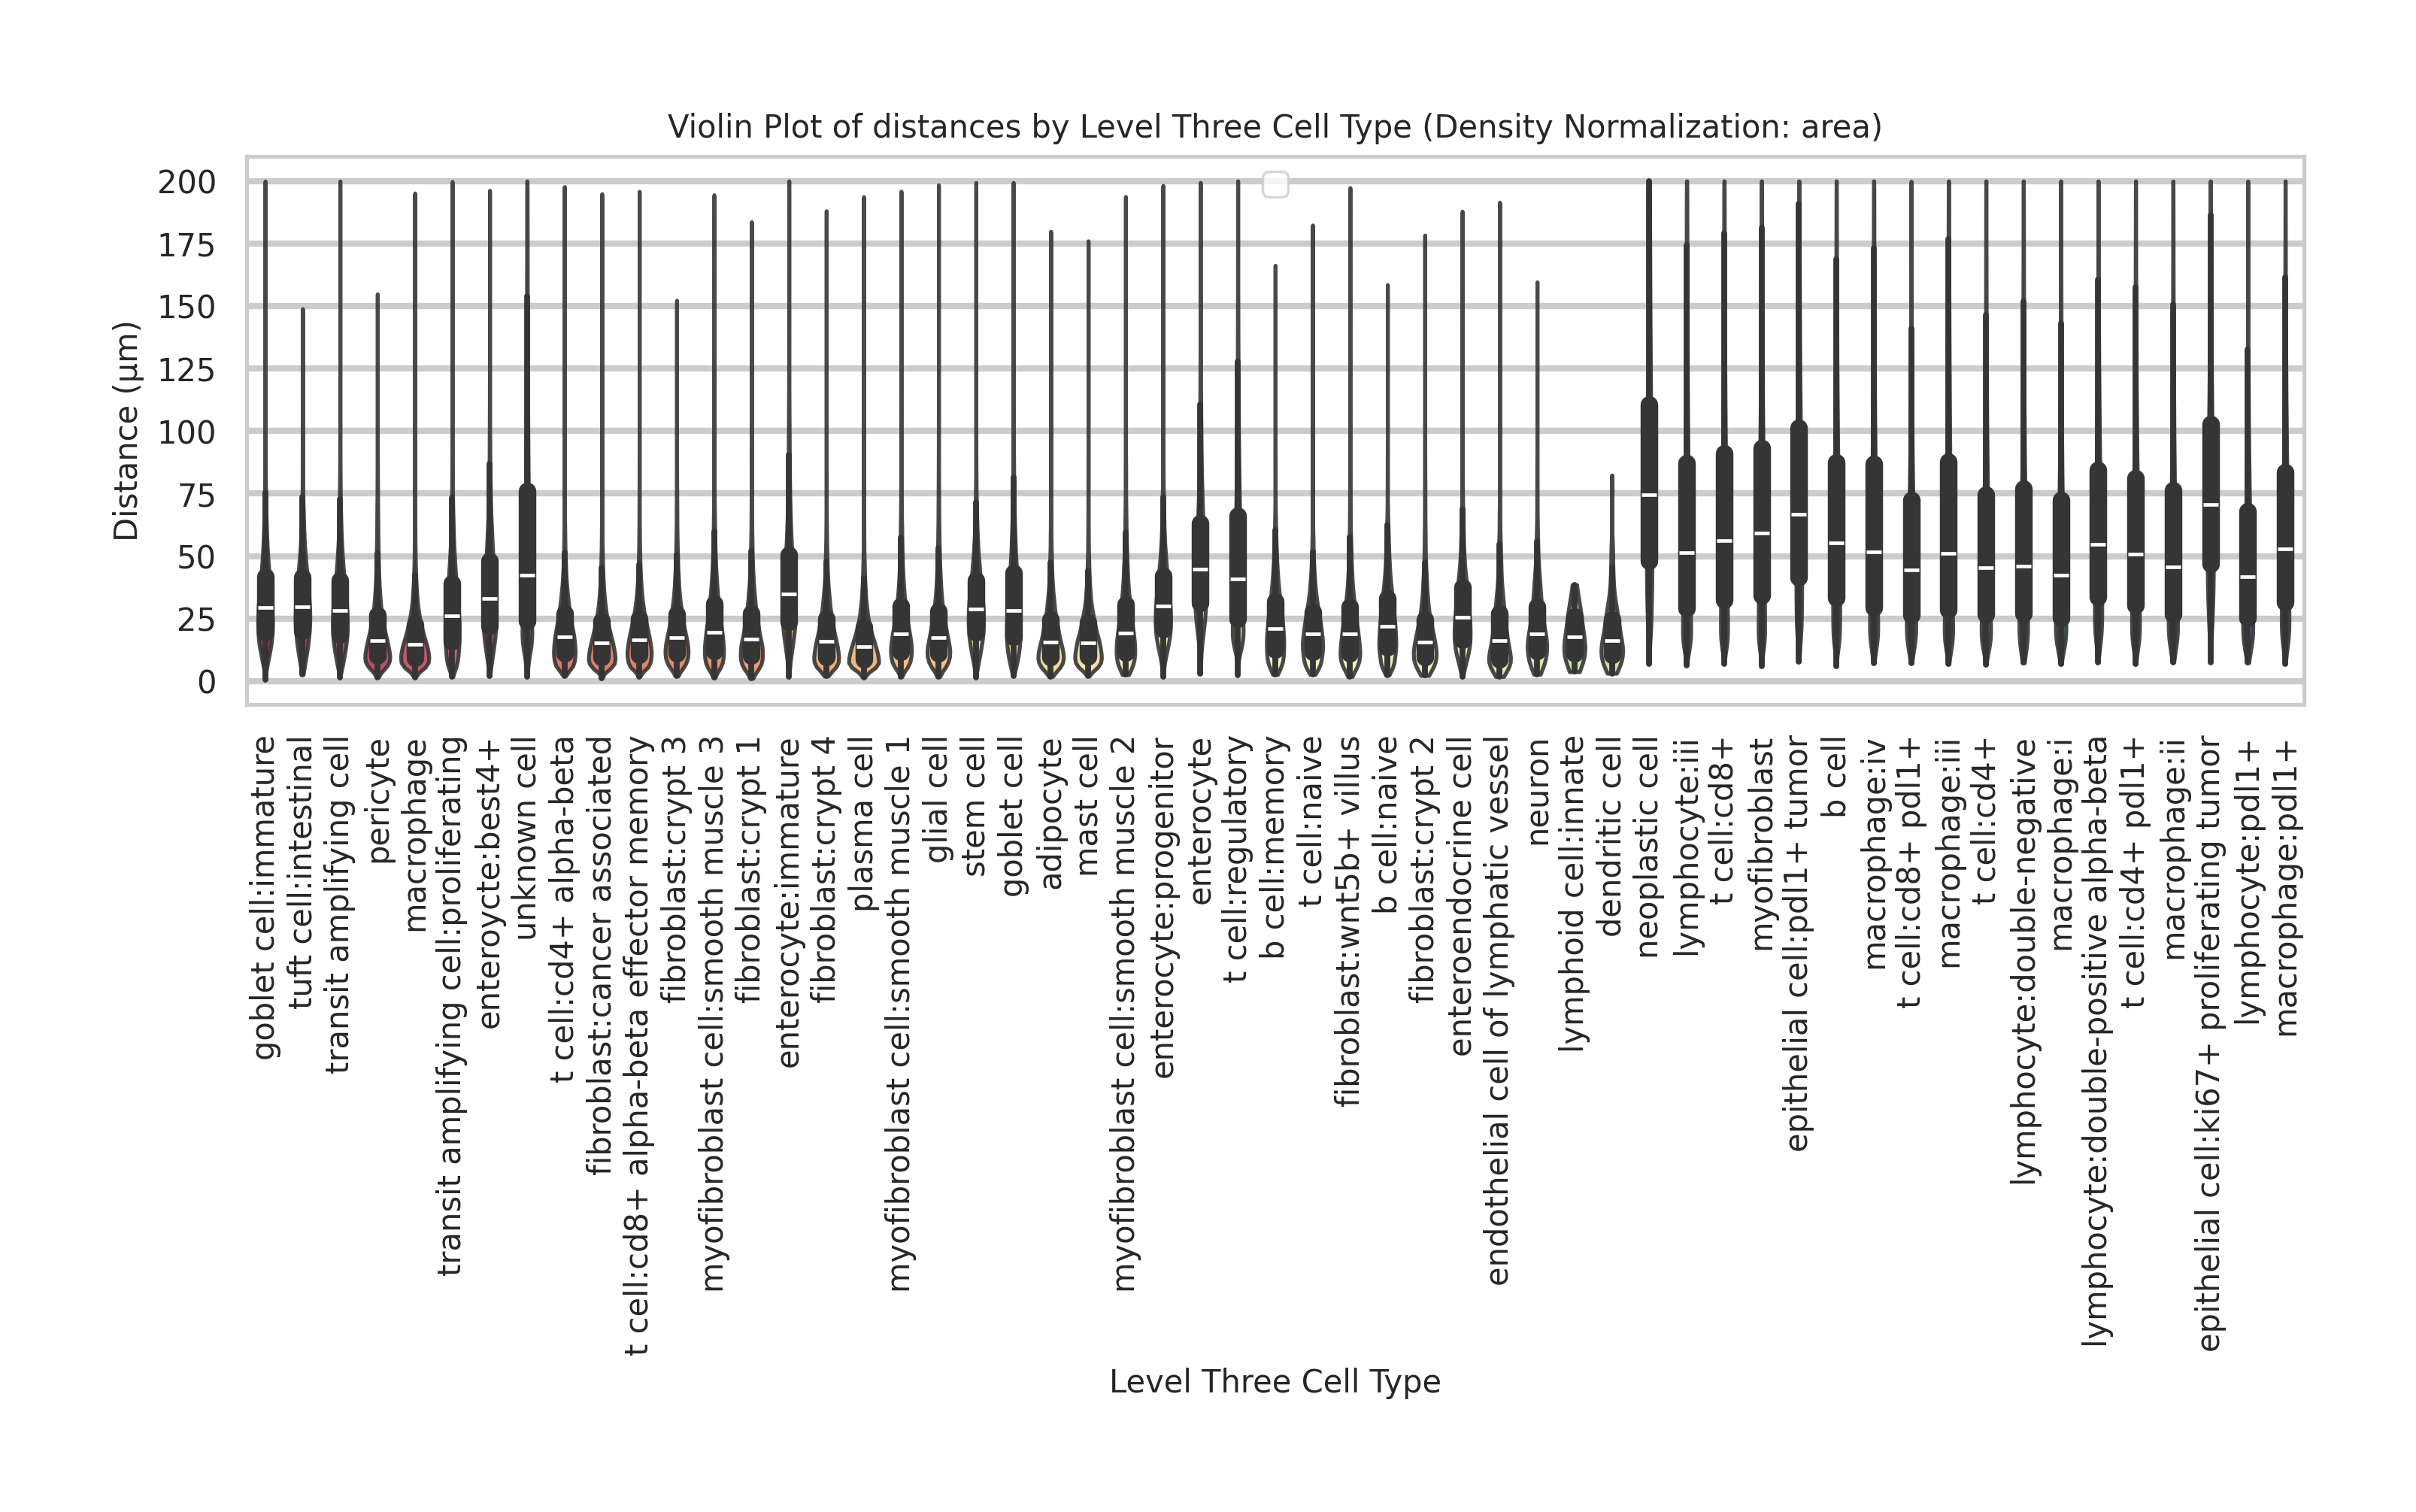 Violin Plot of distances by Level Three Cell Type (Density Normalization: area)
Distance (µm)
200
175
150
125
100
75
50
25
0
goblet cell:immature
tuft cell:intestinal
transit amplifying cell
pericyte
macrophage
transit amplifying cell:proliferating
enteroycte:best4+
unknown cell
t cell:cd4+ alpha-beta
fibroblast:cancer associated
t cell:cd8+ alpha-beta effector memory
fibroblast:crypt 3
myofibroblast cell:smooth muscle 3
fibroblast:crypt 1
enterocyte:immature
fibroblast:crypt 4
plasma cell
myofibroblast cell:smooth muscle 1
glial cell
stem cell
goblet cell
adipocyte
mast cell
myofibroblast cell:smooth muscle 2
enterocyte:progenitor
enterocyte
t cell:regulatory
b cell:memory
t cell:naive
fibroblast:wnt5b+ villus
b cell:naive
fibroblast:crypt 2
enteroendocrine cell
endothelial cell of lymphatic vessel
neuron
lymphoid cell:innate
dendritic cell
neoplastic cell
lymphocyte:iii
t cell:cd8+
myofibroblast
epithelial cell:pdl1+ tumor
b cell
macrophage:iv
t cell:cd8+ pdl1+
macrophage:iii
t cell:cd4+
lymphocyte:double-negative
macrophage:i
lymphocyte:double-positive alpha-beta
t cell:cd4+ pdl1+
macrophage:ii
epithelial cell:ki67+ proliferating tumor
lymphocyte:pdl1+
macrophage:pdl1+
Level Three Cell Type